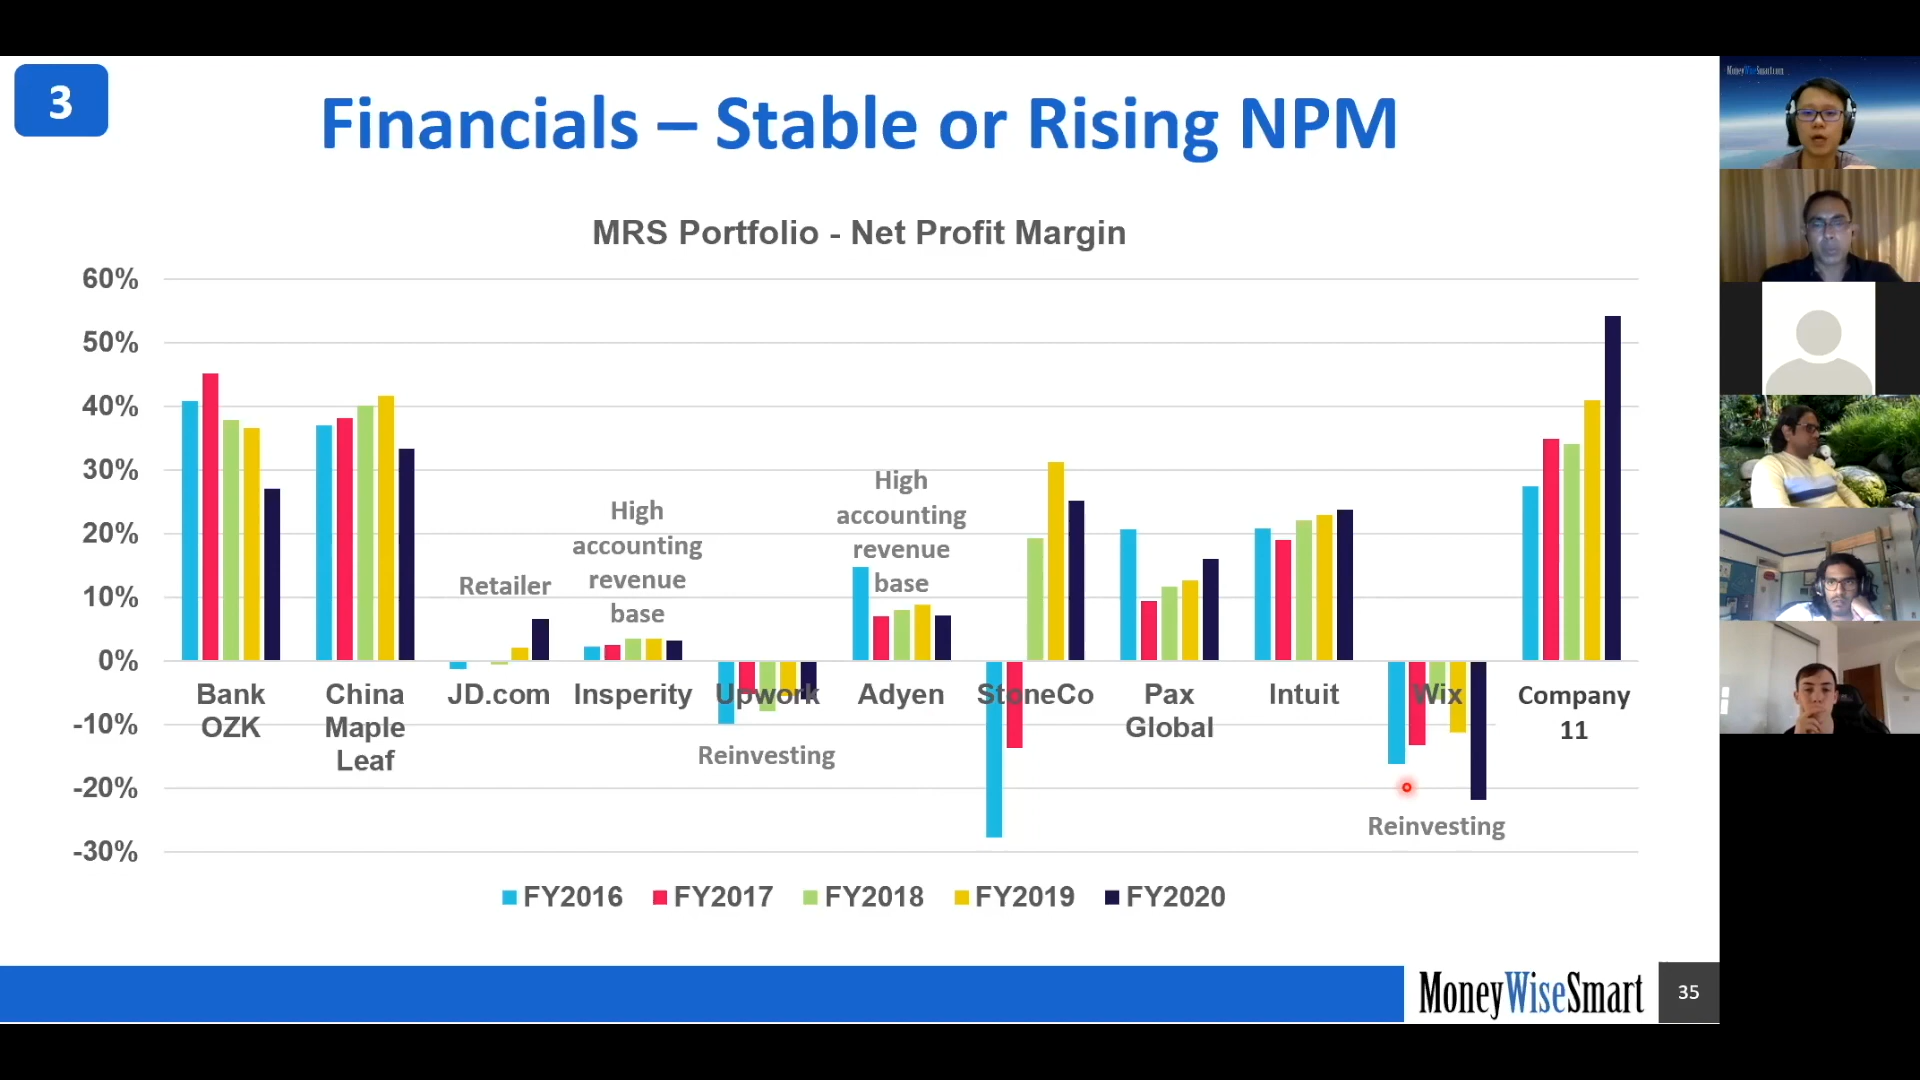 3
Financials – Stable or Rising NPM
MRS Portfolio - Net Profit Margin
60%
50%
40%
30%
20%
10%
0%
-10%
-20%
-30%
Retailer
High
accounting
revenue
base
High
accounting
revenue
base
Bank
OZK
China
Maple
Leaf
JD.com
Insperity
Upwork
Adyen
StoneCo
Pax
Global
Intuit
Wix
Company
11
Reinvesting
Reinvesting
FY2016 FY2017 FY2018 FY2019 FY2020
MoneyWiseSmart
35
MoneyWiseSmart.com